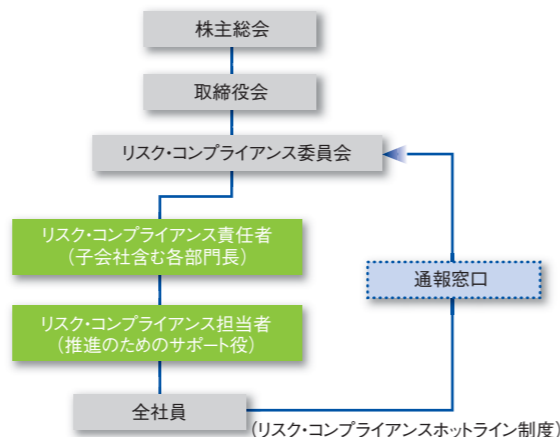 株主総会
取締役会
リスク・コンプライアンス委員会
リスク・コンプライアンス責任者
（子会社含む各部門長）
通報窓口
リスク・コンプライアンス担当者
（推進のためのサポート役）
全社員
（リスク・コンプライアンスホットライン制度）